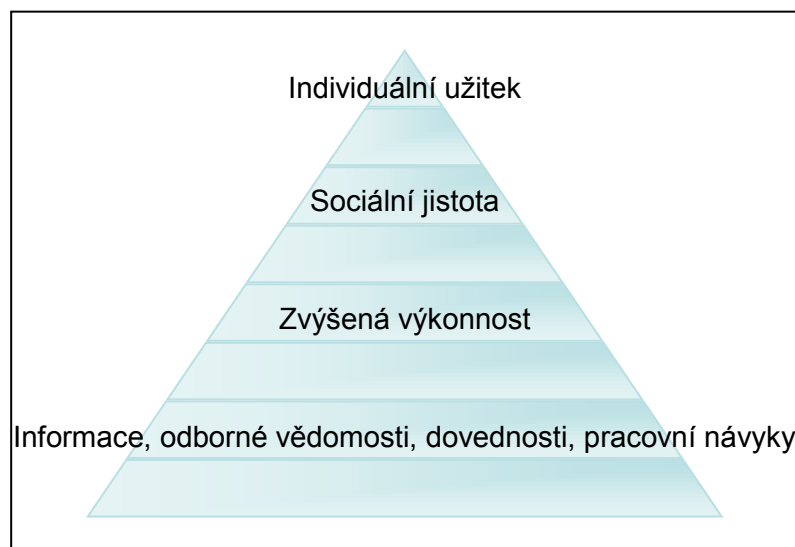 Individuální užitek
Sociální jistota
Zvýšená výkonnost
Informace, odborné vědomosti, dovednosti, pracovní návyky